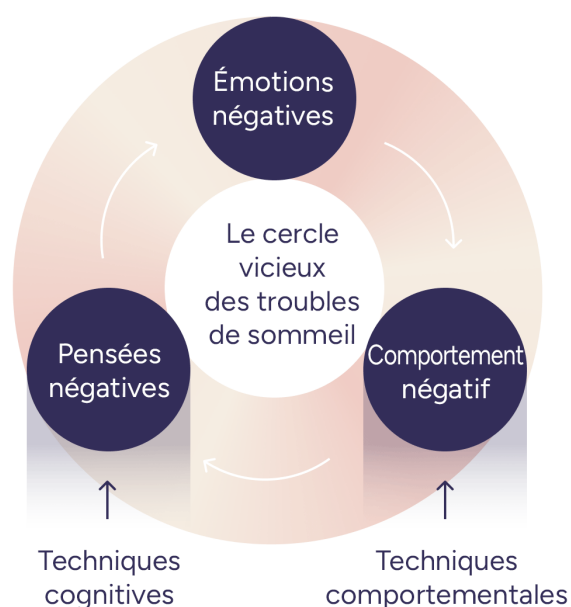 Émotions
négatives
Le cercle
vicieux
des troubles
de sommeil
Pensées
négatives
Comportement
négatif
Techniques
cognitives
Techniques
comportementales